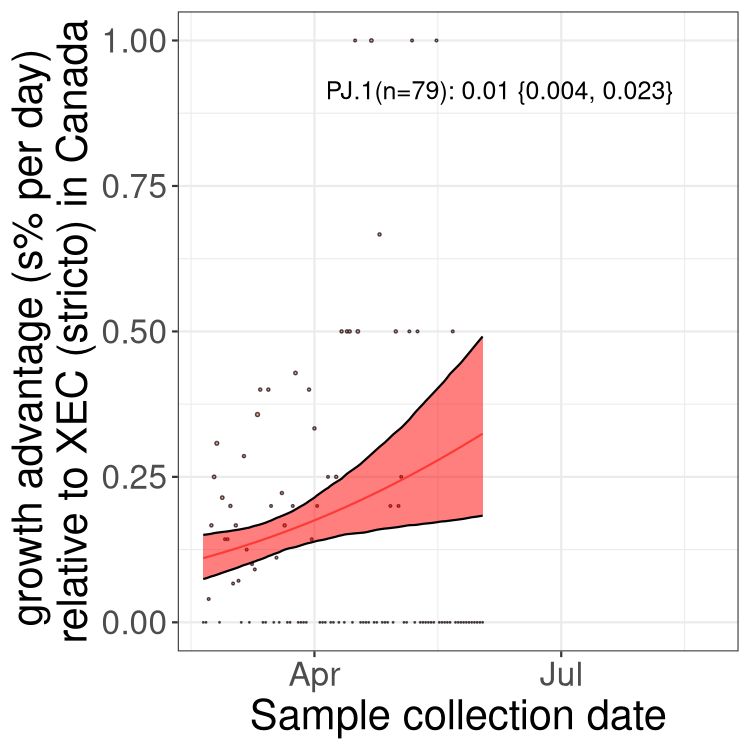 growth advantage (s% per day)
relative to XEC (stricto) in Canada
1.00
0.75
0.50
0.25
0.00
PJ.1(n=79): 0.01 {0.004, 0.023}
Apr
Jul
Sample collection date